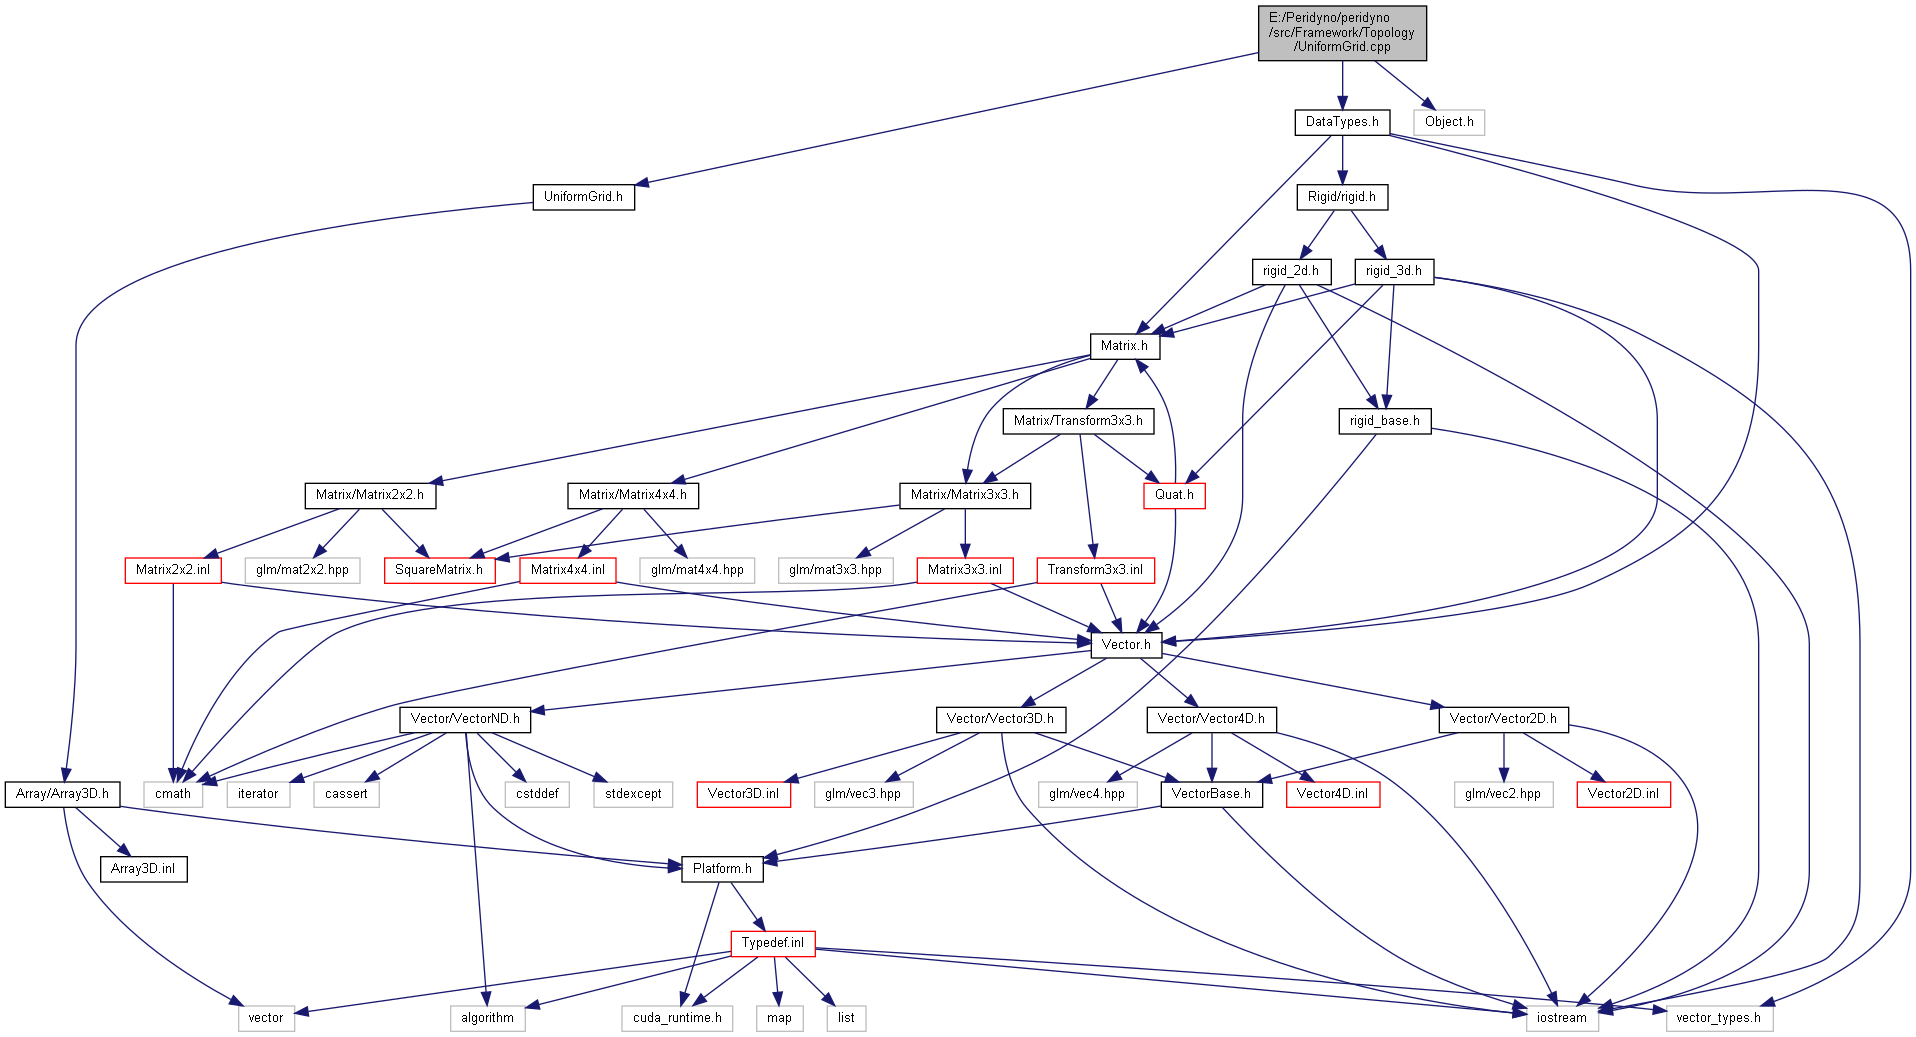 E:/Peridyno/peridyno
/src/Framework/Topology
/UniformGrid.cpp
DataTypes.h
Object.h
UniformGrid.h
Rigid/rigid.h
rigid_2d.h
rigid_3d.h
Matrix.h
Matrix/Transform3x3.h
rigid_base.h
Matrix/Matrix2x2.h
Matrix/Matrix4x4.h
Matrix/Matrix3x3.h
Quat.h
Matrix2x2.inl
glm/mat2x2.hpp
SquareMatrix.h
Matrix4x4.inl
glm/mat4x4.hpp
glm/mat3x3.hpp
Matrix3x3.inl
Transform3x3.inl
Vector.h
Vector/VectorND.h
Vector/Vector3D.h
Vector/Vector4D.h
Vector/Vector2D.h
Array/Array3D.h
cmath
iterator
cassert
cstddef
stdexcept
Vector3D.inl
glm/vec3.hpp
glm/vec4.hpp
VectorBase.h
Vector4D.inl
glm/vec2.hpp
Vector2D.inl
Array3D.inl
Platform.h
Typedef.inl
vector
algorithm
cuda_runtime.h
map
list
iostream
vector_types.h